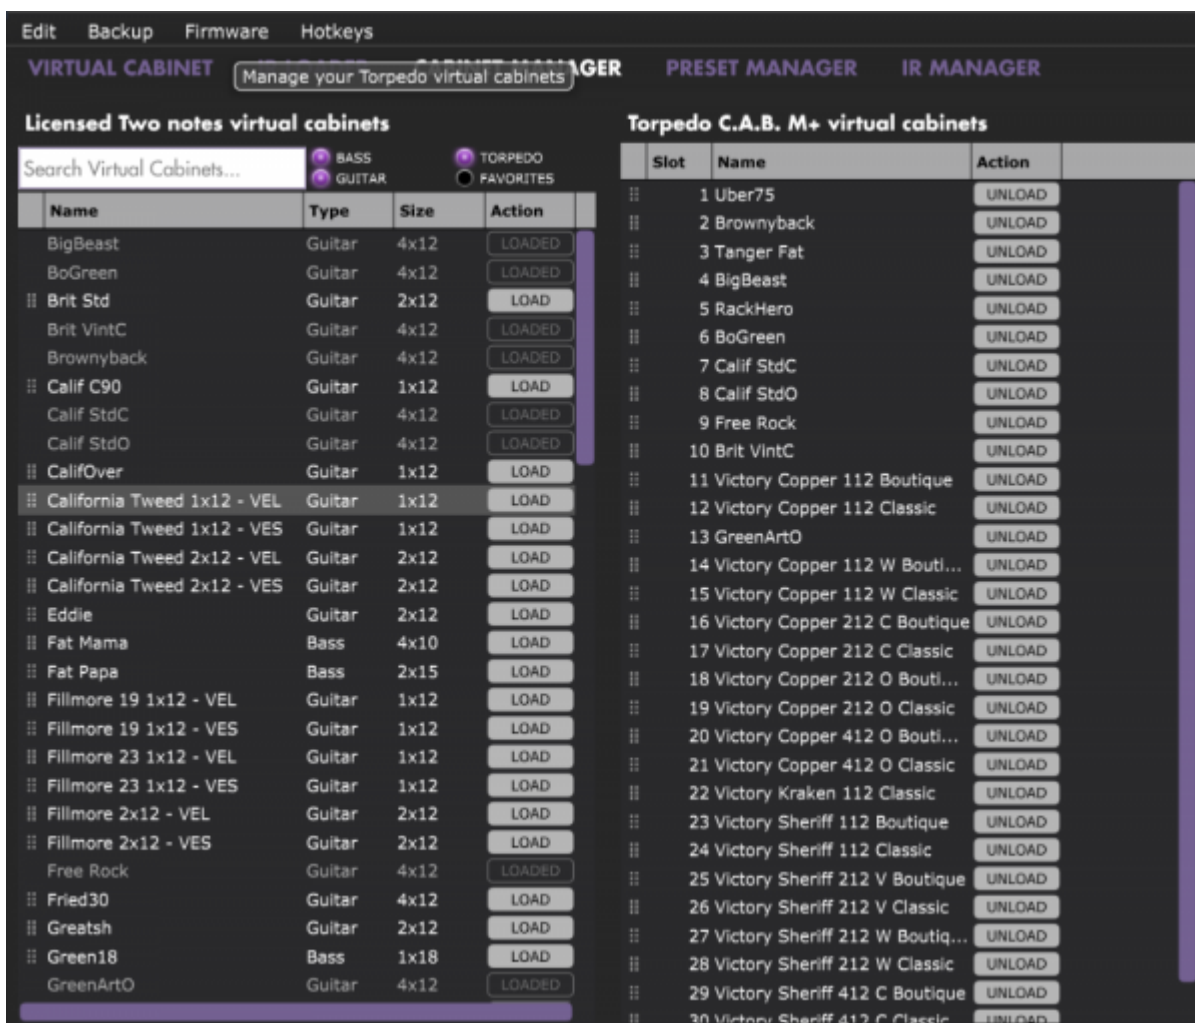 Edit Backup Firmware Hotkeys
VIRTUAL CABINET CABINET MANAGER PRESET MANAGER IR MANAGER
Manage your Torpedo virtual cabinets
Licensed Two notes virtual cabinets
Search Virtual Cabinets...
BASS TORPEDO
GUITAR FAVORITES
Name Type Size Action
BigBeast Guitar 4x12 LOADED
BoGreen Guitar 4x12 LOADED
Brit Std Guitar 2x12 LOAD
Brit VintC Guitar 4x12 LOADED
Brownyback Guitar 4x12 LOADED
Calif C90 Guitar 1x12 LOAD
Calif StdC Guitar 4x12 LOADED
Calif StdO Guitar 4x12 LOADED
CalifOver Guitar 1x12 LOAD
California Tweed 1x12 - VEL Guitar 1x12 LOAD
California Tweed 1x12 - VES Guitar 1x12 LOAD
California Tweed 2x12 - VEL Guitar 2x12 LOAD
California Tweed 2x12 - VES Guitar 2x12 LOAD
Eddie Guitar 2x12 LOAD
Fat Mama Bass 4x10 LOAD
Fat Papa Bass 2x15 LOAD
Fillmore 19 1x12 - VEL Guitar 1x12 LOAD
Fillmore 19 1x12 - VES Guitar 1x12 LOAD
Fillmore 23 1x12 - VEL Guitar 1x12 LOAD
Fillmore 23 1x12 - VES Guitar 1x12 LOAD
Fillmore 2x12 - VEL Guitar 2x12 LOAD
Fillmore 2x12 - VES Guitar 2x12 LOAD
Free Rock Guitar 4x12 LOADED
Fried30 Guitar 4x12 LOAD
Greatsh Guitar 2x12 LOAD
Green18 Bass 1x18 LOAD
GreenArtO Guitar 4x12 LOADED
Torpedo C.A.B. M+ virtual cabinets
Slot Name Action
1 Uber75 UNLOAD
2 Brownyback UNLOAD
3 Tanger Fat UNLOAD
4 BigBeast UNLOAD
5 RackHero UNLOAD
6 BoGreen UNLOAD
7 Calif StdC UNLOAD
8 Calif StdO UNLOAD
9 Free Rock UNLOAD
10 Brit VintC UNLOAD
11 Victory Copper 112 Boutique UNLOAD
12 Victory Copper 112 Classic UNLOAD
13 GreenArtO UNLOAD
14 Victory Copper 112 W Bouti... UNLOAD
15 Victory Copper 112 W Classic UNLOAD
16 Victory Copper 212 C Boutique UNLOAD
17 Victory Copper 212 C Classic UNLOAD
18 Victory Copper 212 O Bouti... UNLOAD
19 Victory Copper 212 O Classic UNLOAD
20 Victory Copper 412 O Bouti... UNLOAD
21 Victory Copper 412 O Classic UNLOAD
22 Victory Kraken 112 Classic UNLOAD
23 Victory Sheriff 112 Boutique UNLOAD
24 Victory Sheriff 112 Classic UNLOAD
25 Victory Sheriff 212 V Boutique UNLOAD
26 Victory Sheriff 212 V Classic UNLOAD
27 Victory Sheriff 212 W Boutiq... UNLOAD
28 Victory Sheriff 212 W Classic UNLOAD
29 Victory Sheriff 412 C Boutique UNLOAD
30 Victory Sheriff 412 C Classic UNLOAD